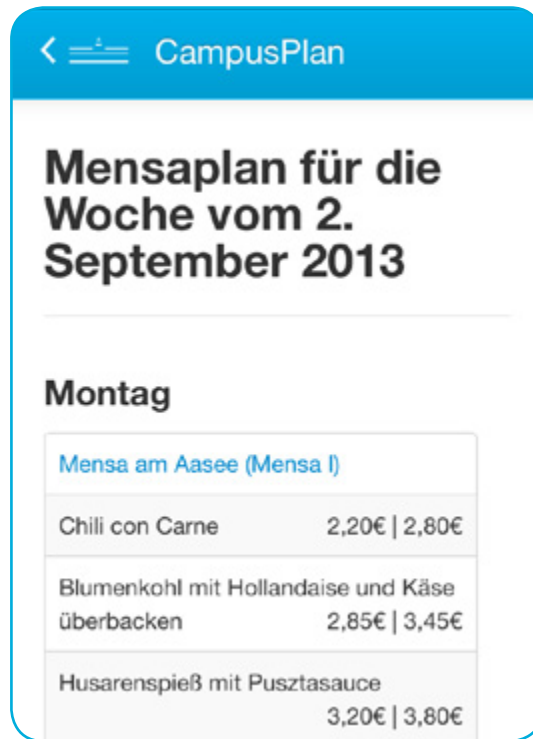 CampusPlan
Mensaplan für die
Woche vom 2.
September 2013
Montag
Mensa am Aasee (Mensa I)
Chili con Carne 2,20€ | 2,80€
Blumenkohl mit Hollandaise und Käse
überbacken 2,85€ | 3,45€
Husarenspieß mit Pusztasauce
3,20€ | 3,80€